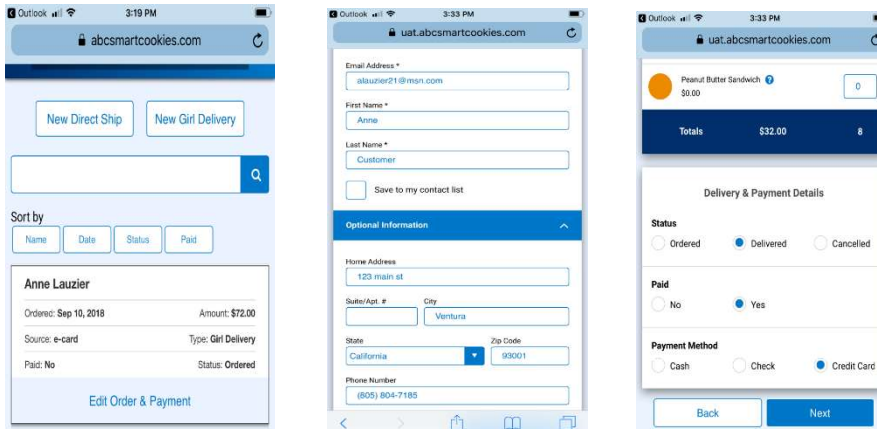 Outlook 3:19 PM
abcsmartcookies.com
New Direct Ship New Girl Delivery
Sort by
Name Date Status Paid
Anne Lauzier
Ordered: Sep 10, 2018 Amount: $72.00
Source: e-card Type: Girl Delivery
Paid: No Status: Ordered
Edit Order & Payment
Outlook 3:33 PM
uat.abcsmartcookies.com
Email Address *
alauzier21@msn.com
First Name *
Anne
Last Name *
Customer
Save to my contact list
Optional Information
Home Address
123 main st
Suite/Apt. # City
Ventura
State Zip Code
California 93001
Phone Number
(805) 804-7185
Outlook 3:33 PM
uat.abcsmartcookies.com
Peanut Butter Sandwich ?
$0.00 0
Totals $32.00 8
Delivery & Payment Details
Status
Ordered Delivered Cancelled
Paid
No Yes
Payment Method
Cash Check Credit Card
Back Next